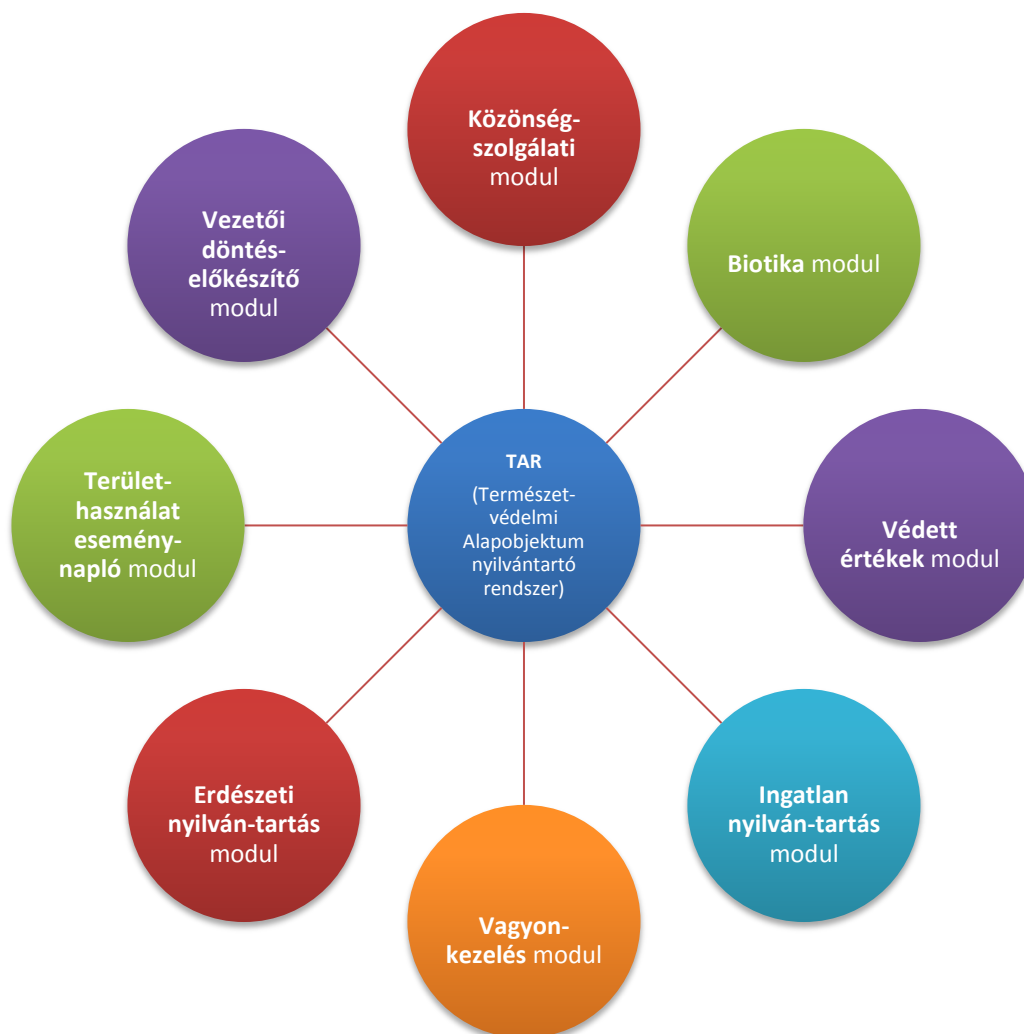 Közönség-
szolgálati
modul
Biotika modul
Védett
értékek modul
Ingatlan
nyilván-tartás
modul
Vagyon-
kezelés modul
Erdészeti
nyilván-tartás
modul
Terület-
használat
esemény-
napló modul
Vezetői
döntés-
előkészítő
modul
TAR
(Természet-
védelmi
Alapobjektum
nyilvántartó
rendszer)